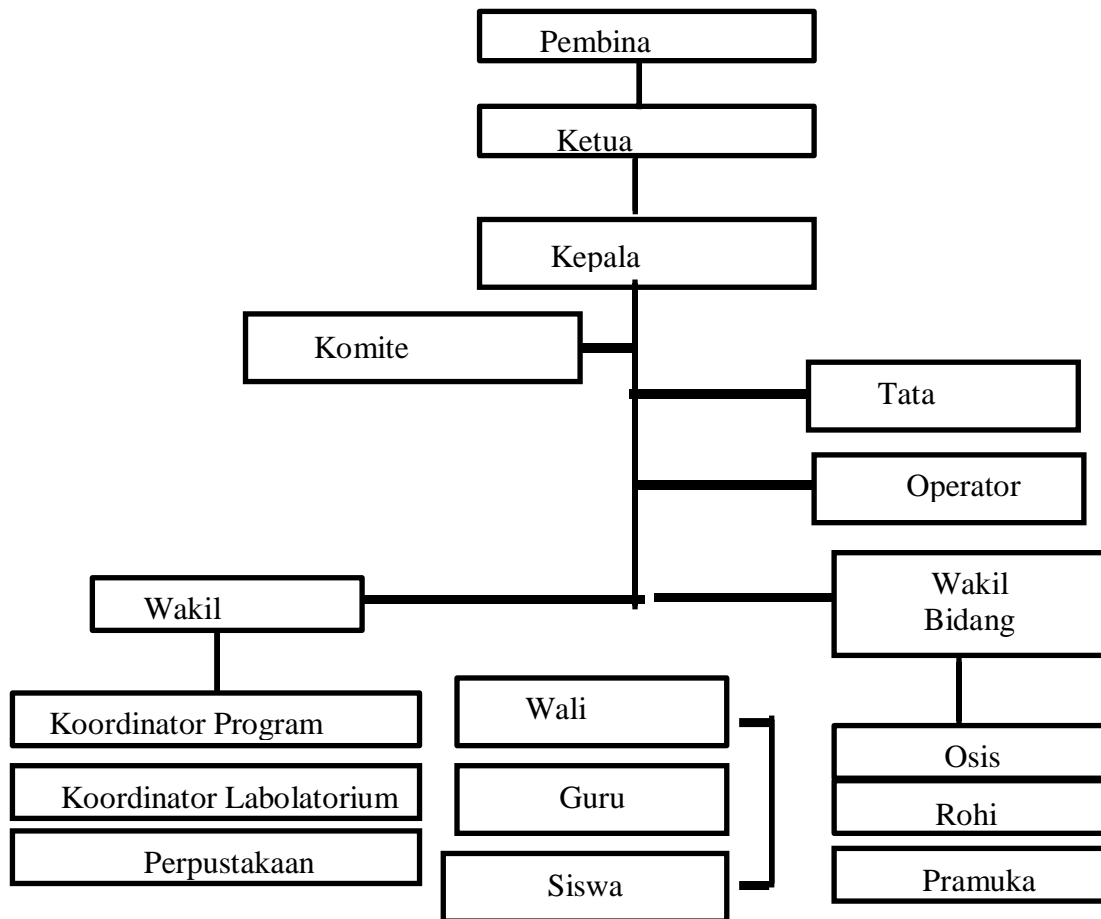 Pembina
Ketua
Kepala
Komite
Tata
Operator
Wakil
Wakil
Bidang
Koordinator Program
Koordinator Labolatorium
Perpustakaan
Wali
Guru
Siswa
Osis
Rohi
Pramuka